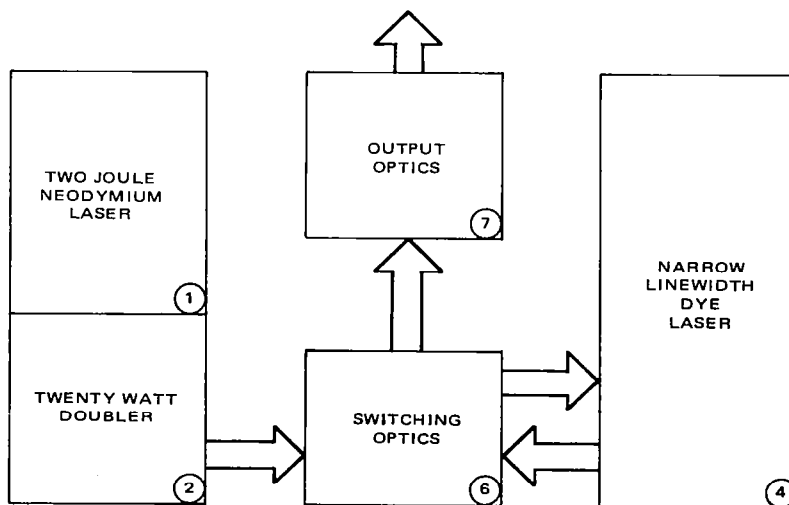 TWO JOULE
NEODYMIUM
LASER
1
TWENTY WATT
DOUBLER
2
OUTPUT
OPTICS
7
SWITCHING
OPTICS
6
NARROW
LINEWIDTH
DYE
LASER
4